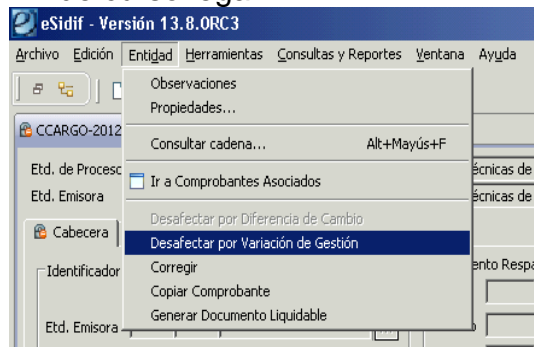 eSidif - Versión 13.8.0RC3
Archivo Edición Entidad Herramientas Consultas y Reportes Ventana Ayuda
Observaciones
Propiedades...
CCARGO-2012
Consultar cadena... Alt+Mayús+F
Etd. de Proceso
écnicas de
Ir a Comprobantes Asociados
Etd. Emisora
écnicas de
Desafectar por Diferencia de Cambio
Cabecera
Desafectar por Variación de Gestión
Identificador
Corregir
ento Respa
Copiar Comprobante
Etd. Emisora
Generar Documento Liquidable
...